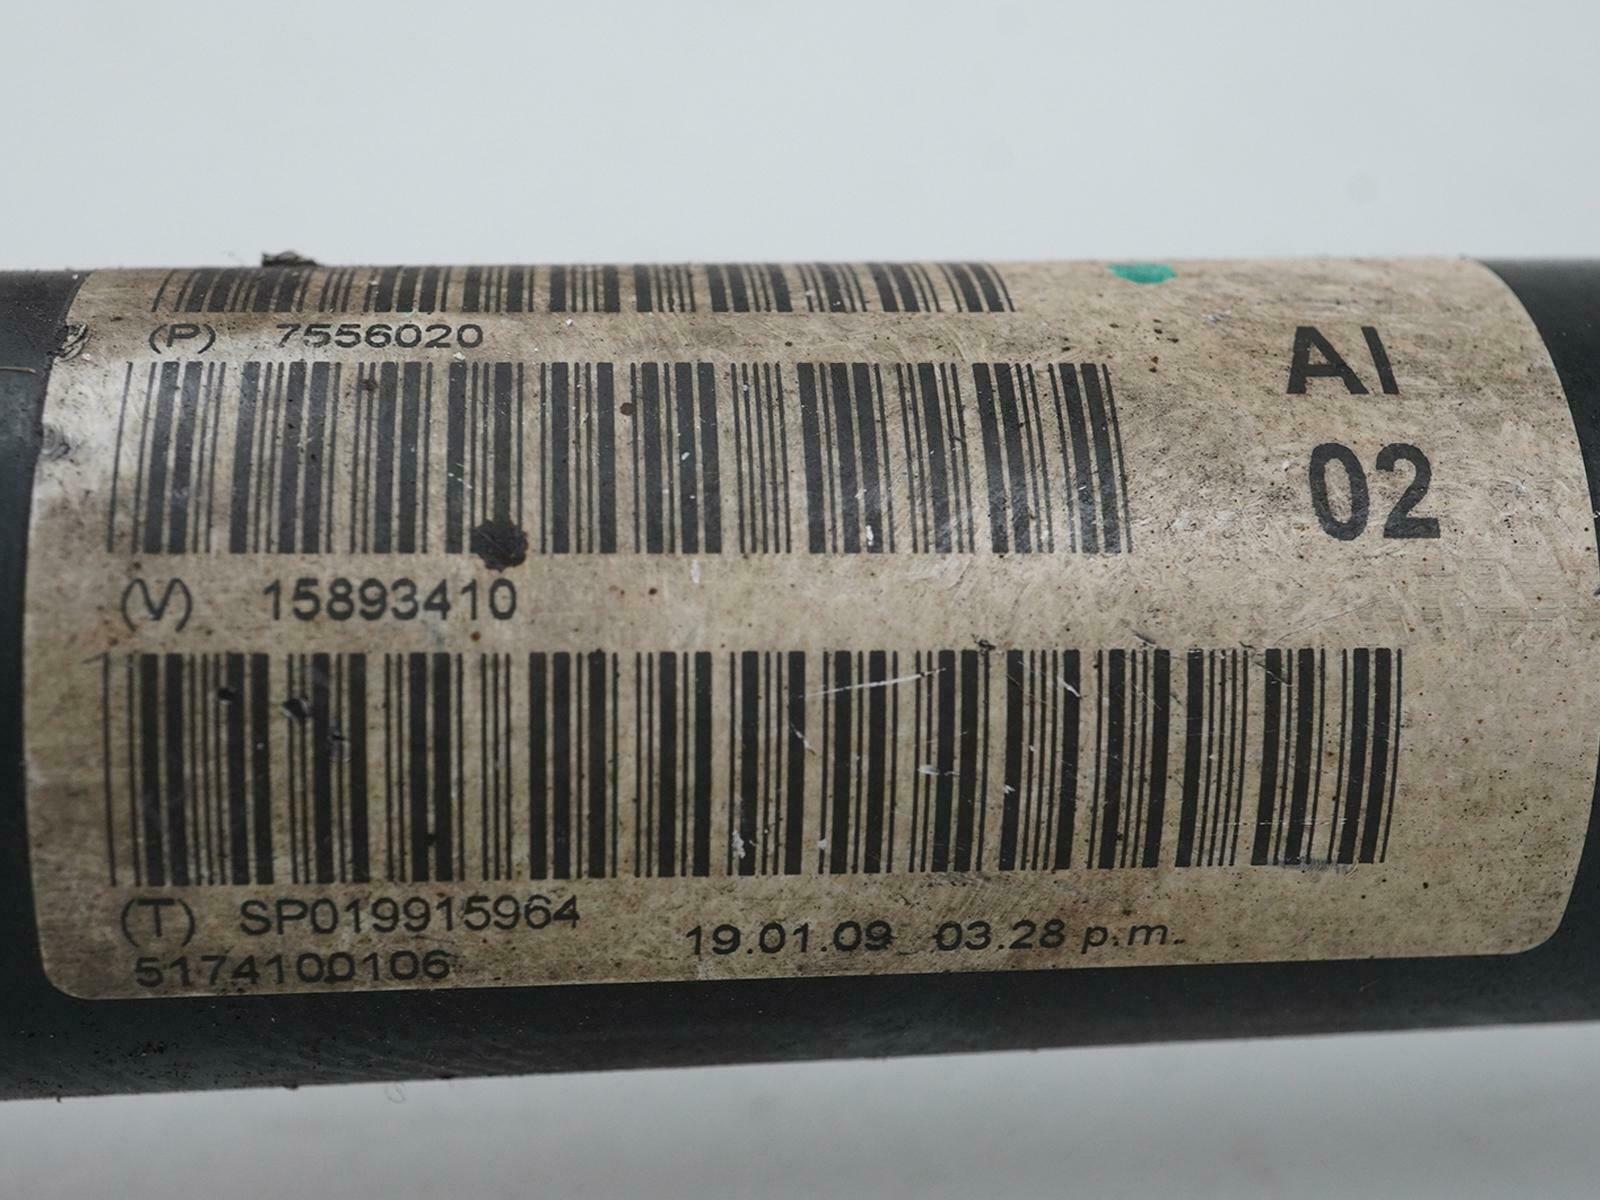 (P) 7556020
AI
02
(V) 15893410
(T) SP019915964
19.01.09 03.28 p.m.
5174100106